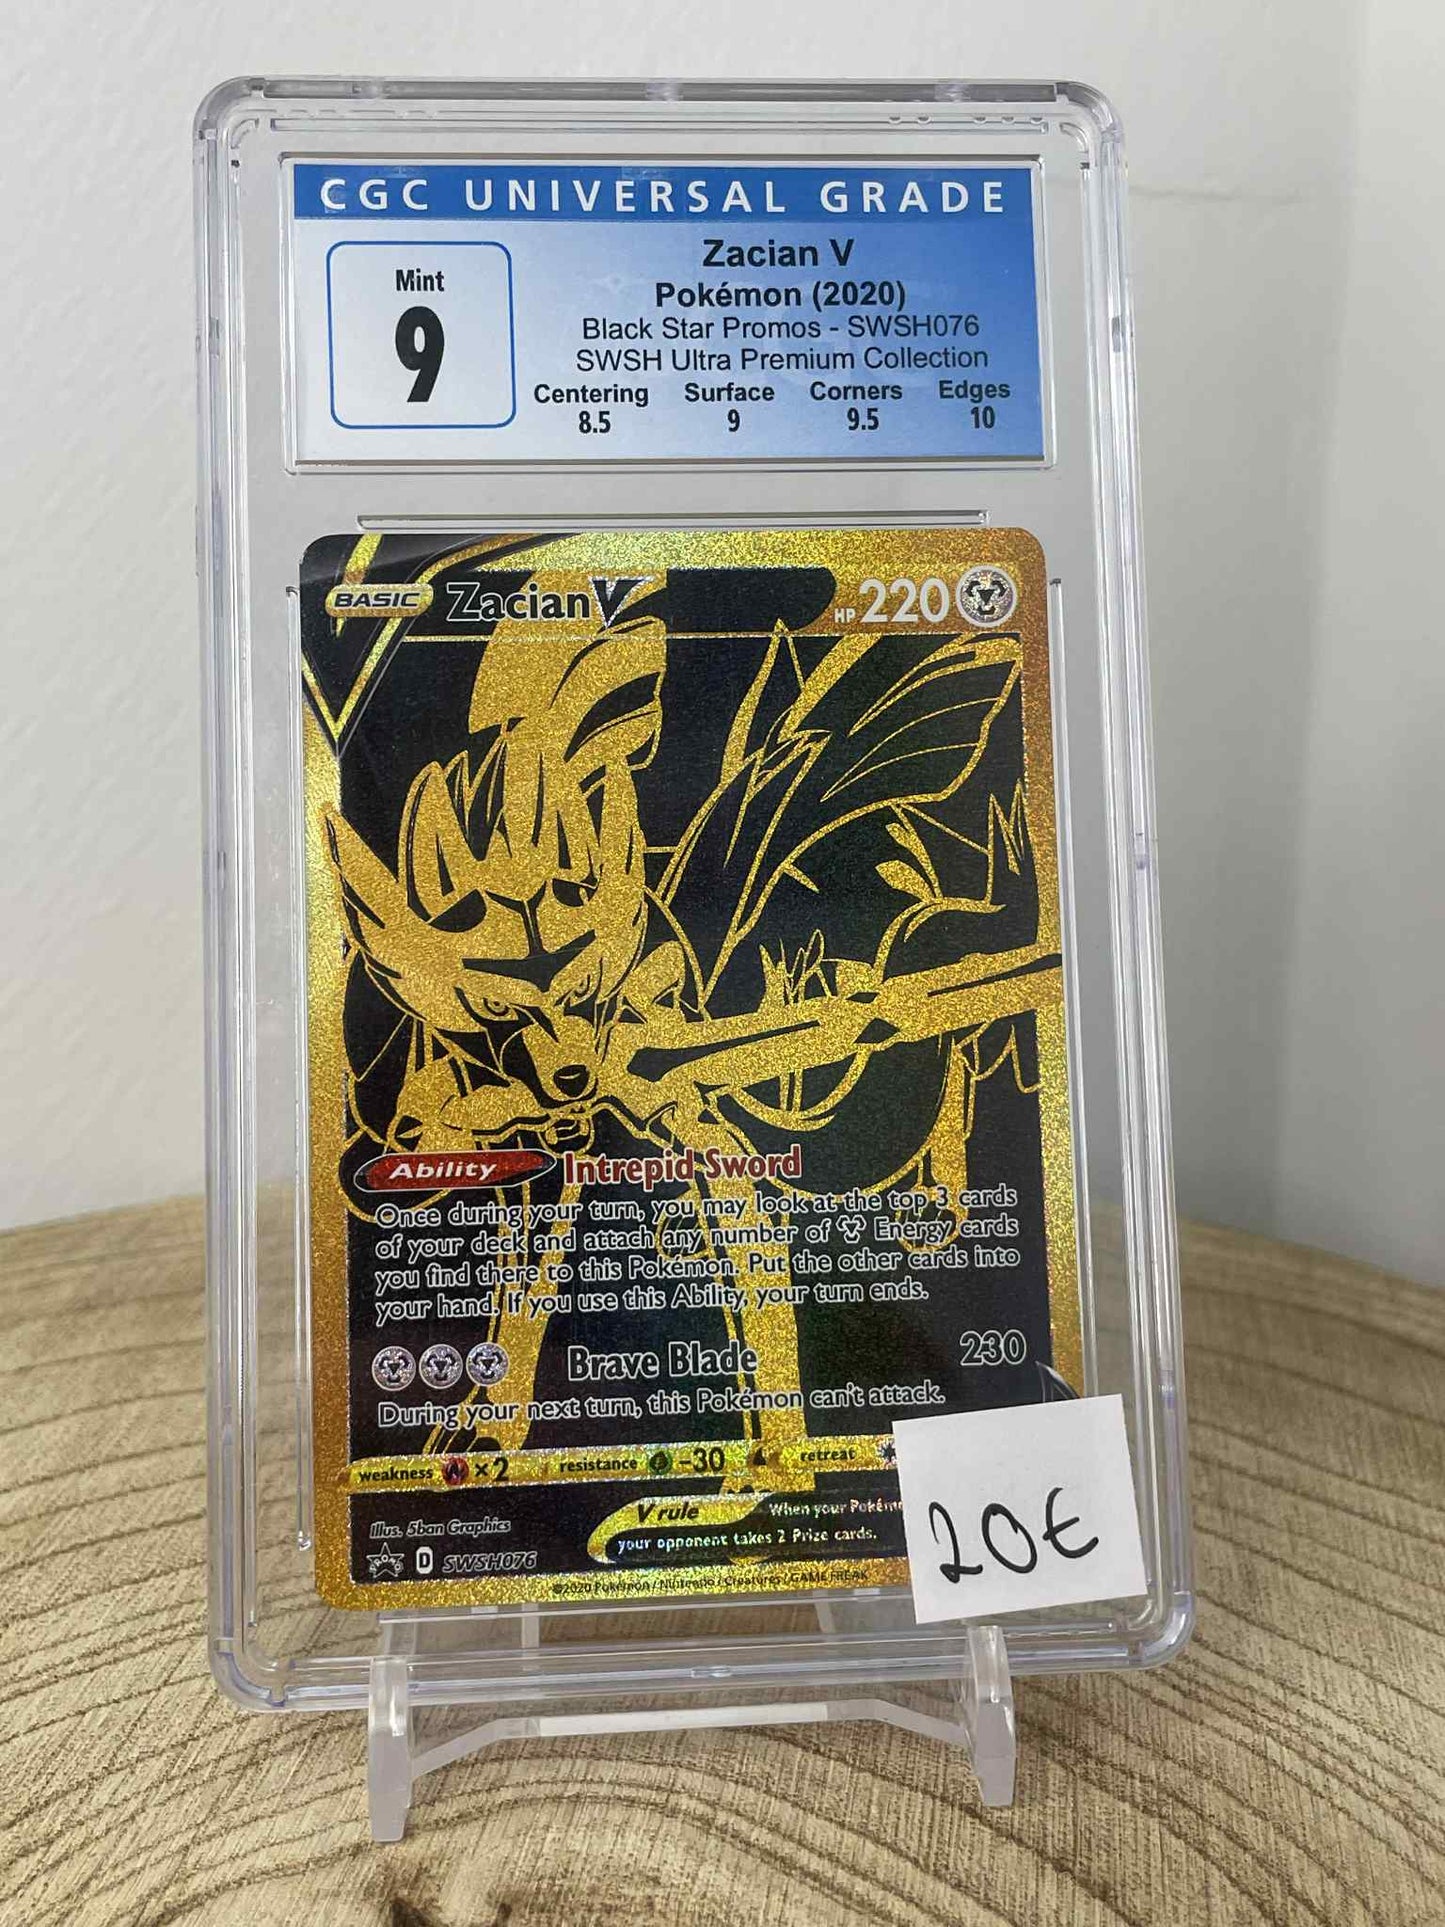 CGC UNIVERSAL GRADE
Mint
9
Zacian V
Pokémon (2020)
Black Star Promos - SWSH076
SWSH Ultra Premium Collection
Centering Surface Corners Edges
8.5 9 9.5 10
BASIC Zacian V HP 220
Ability Intrepid Sword
Once during your turn, you may look at the top 3 cards
of your deck and attach any number of Energy cards
you find there to this Pokémon. Put the other cards into
your hand. If you use this Ability, your turn ends.
Brave Blade 230
During your next turn, this Pokémon can't attack.
weakness ×2 resistance -30 retreat
Illus. 5ban Graphics
V rule When your Pokém
your opponent takes 2 Prize cards.
PROMO D SWSH076
©2020 Pokémon / Nintendo / Creatures / GAME FREAK
20€